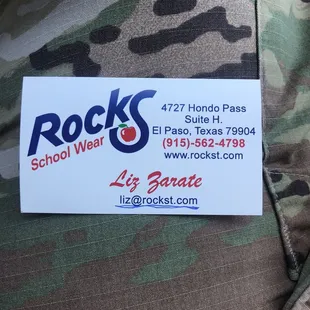 Rocks
School Wear
4727 Hondo Pass
Suite H.
El Paso, Texas 79904
(915)-562-4798
www.rockst.com
Liz Zarate
liz@rockst.com